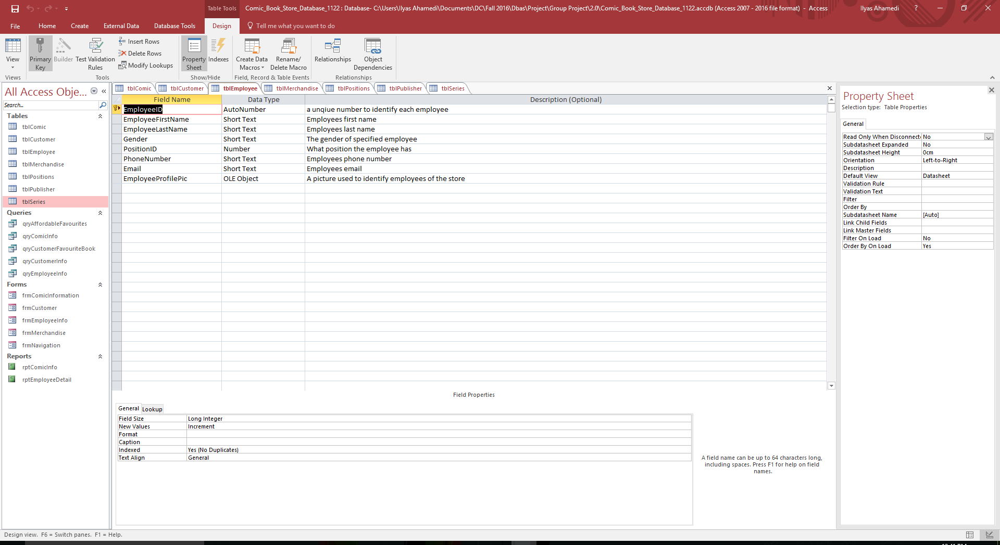 Table Tools
Comic_Book_Store_Database_1122 : Database- C:\Users\Ilyas Ahamedi\Documents\DC\Fall 2016\Dbas\Project\Group Project\2.0\Comic_Book_Store_Database_1122.accdb (Access 2007 - 2016 file format) - Access
Ilyas Ahamedi
?
File Home Create External Data Database Tools Design Tell me what you want to do
View
Primary Key
Builder
Test Validation Rules
Insert Rows
Delete Rows
Modify Lookups
Property Sheet
Indexes
Create Data Macros
Rename/ Delete Macro
Relationships
Object Dependencies
Views Tools Show/Hide Field, Record & Table Events Relationships
All Access Obje...
Search...
Tables
tblComic
tblCustomer
tblEmployee
tblMerchandise
tblPositions
tblPublisher
tblSeries
Queries
qryAffordableFavourites
qryComicInfo
qryCustomerFavouriteBook
qryCustomerInfo
qryEmployeeInfo
Forms
frmComicInformation
frmCustomer
frmEmployeeInfo
frmMerchandise
frmNavigation
Reports
rptComicInfo
rptEmployeeDetail
tblComic tblCustomer tblEmployee tblMerchandise tblPositions tblPublisher tblSeries
Field Name Data Type Description (Optional)
EmployeeID AutoNumber a unqiue number to identify each employee
EmployeeFirstName Short Text Employees first name
EmployeeLastName Short Text Employees last name
Gender Short Text The gender of specified employee
PositionID Number What position the employee has
PhoneNumber Short Text Employees phone number
Email Short Text Employees email
EmployeeProfilePic OLE Object A picture used to identify employees of the store
Field Properties
General Lookup
Field Size Long Integer
New Values Increment
Format
Caption
Indexed Yes (No Duplicates)
Text Align General
A field name can be up to 64 characters long,
including spaces. Press F1 for help on field
names.
Property Sheet
Selection type: Table Properties
General
Read Only When Disconnect No
Subdatasheet Expanded No
Subdatasheet Height 0cm
Orientation Left-to-Right
Description
Default View Datasheet
Validation Rule
Validation Text
Filter
Order By
Subdatasheet Name [Auto]
Link Child Fields
Link Master Fields
Filter On Load No
Order By On Load Yes
Design view. F6 = Switch panes. F1 = Help.